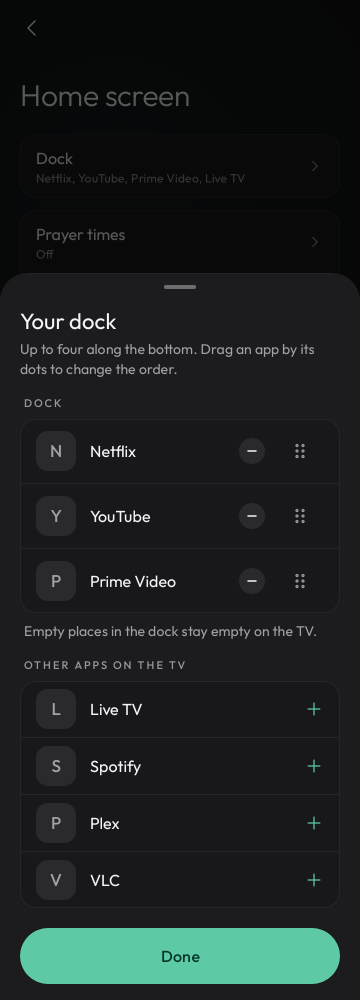 Home screen
Dock
Netflix, YouTube, Prime Video, Live TV
Prayer times
Off
Your dock
Up to four along the bottom. Drag an app by its
dots to change the order.
DOCK
N Netflix
Y YouTube
P Prime Video
Empty places in the dock stay empty on the TV.
OTHER APPS ON THE TV
L Live TV
S Spotify
P Plex
V VLC
Done